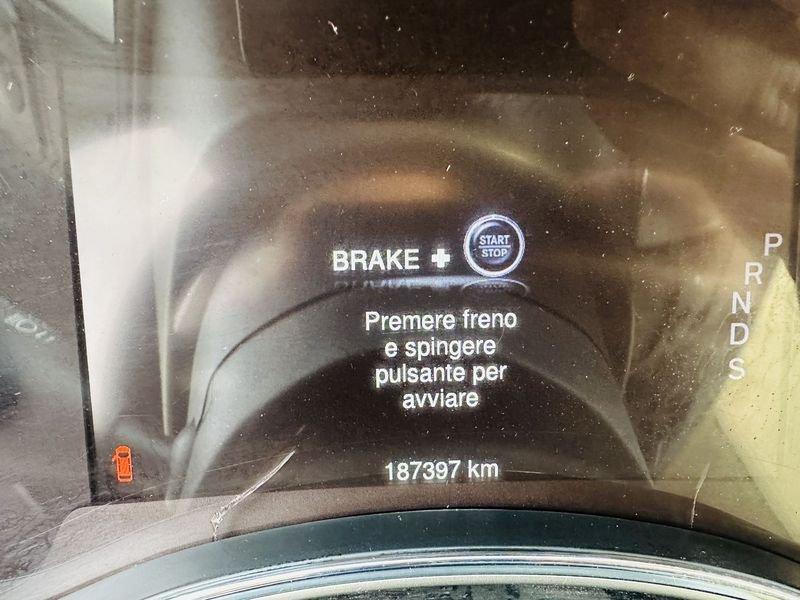 BRAKE + START
STOP
Premere freno
e spingere
pulsante per
avviare
187397 km
P
R
N
D
S